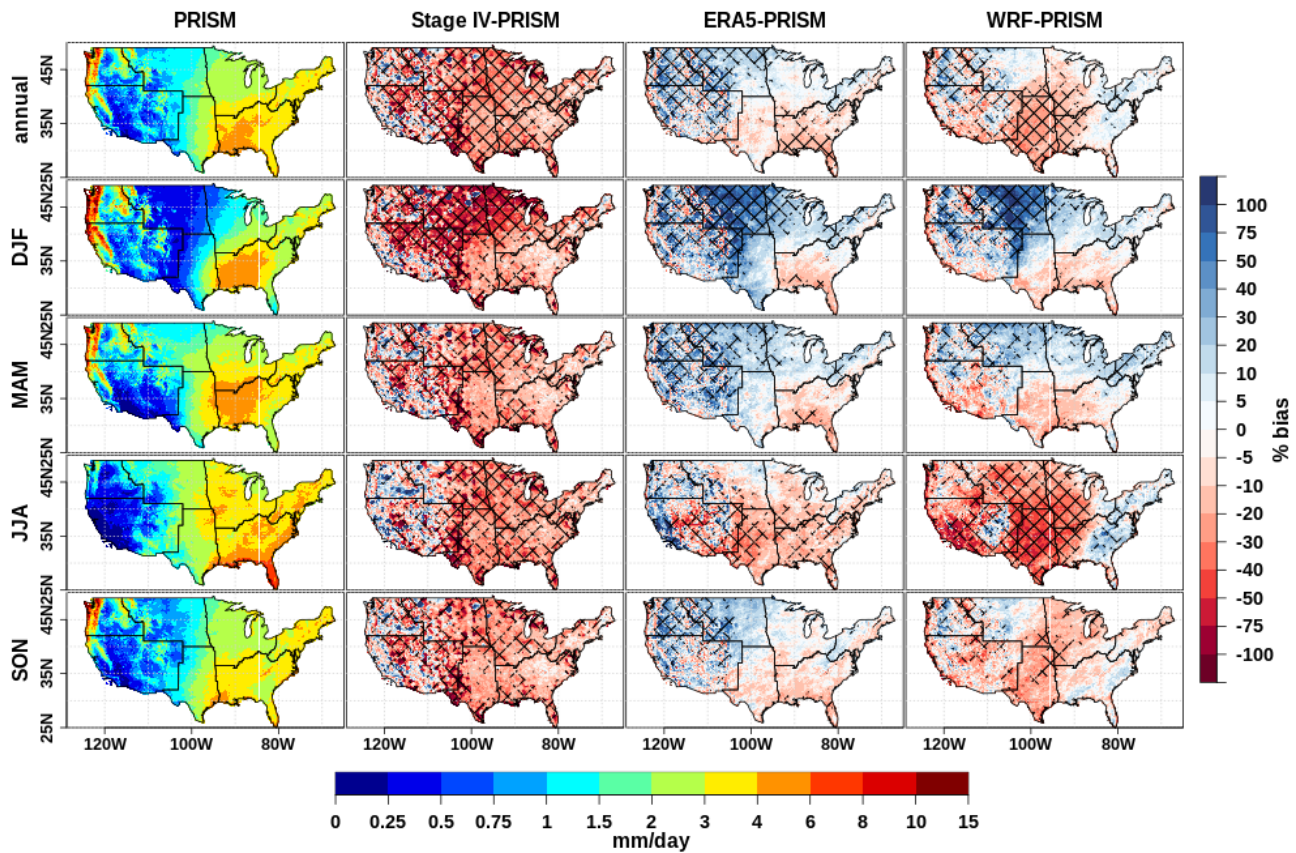 PRISM Stage IV-PRISM ERA5-PRISM WRF-PRISM
annual
45N
35N
25N
DJF
45N
35N
25N
MAM
45N
35N
25N
JJA
45N
35N
25N
SON
45N
35N
25N
120W 100W 80W 120W 100W 80W 120W 100W 80W 120W 100W 80W
100
75
50
40
30
20
10
5
0
-5
-10
-20
-30
-40
-50
-75
-100
% bias
0 0.25 0.5 0.75 1 1.5 2 3 4 6 8 10 15
mm/day